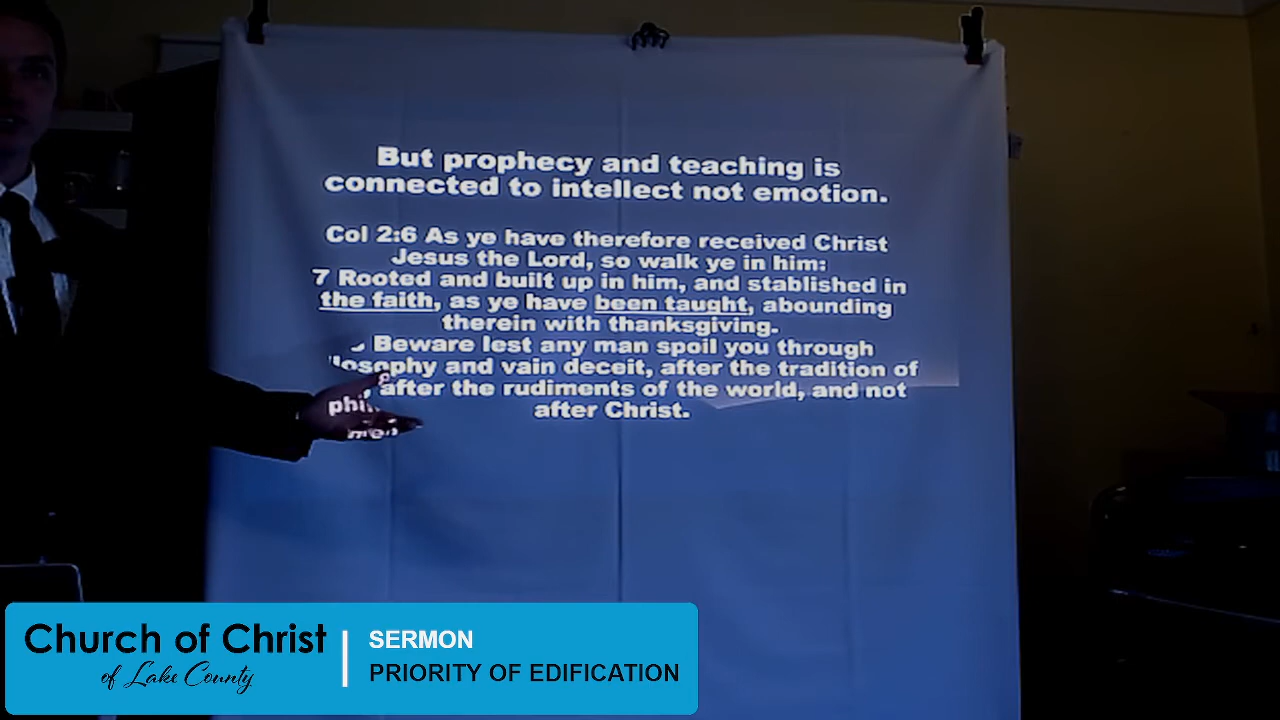 But prophecy and teaching is
connected to intellect not emotion.
Col 2:6 As ye have therefore received Christ
Jesus the Lord, so walk ye in him:
7 Rooted and built up in him, and stablished in
the faith, as ye have been taught, abounding
therein with thanksgiving.
8 Beware lest any man spoil you through
philosophy and vain deceit, after the tradition of
men, after the rudiments of the world, and not
after Christ.
Church of Christ
of Lake County
SERMON
PRIORITY OF EDIFICATION